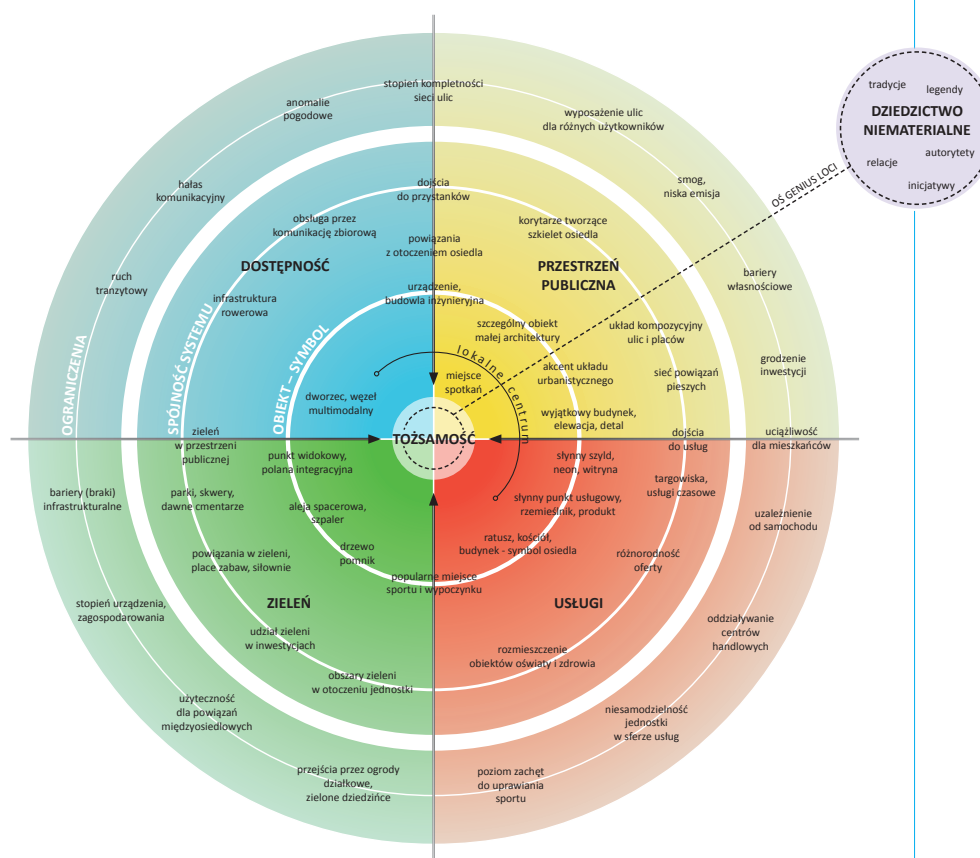 stopień kompletności
sieci ulic
anomalie
pogodowe
wyposażenie ulic
dla różnych użytkowników
tradycje
legendy
DZIEDZICTWO
NIEMATERIALNE
autorytety
relacje
inicjatywy
OŚ GENIUS LOCI
hałas
komunikacyjny
dojścia
do przystanków
smog,
niska emisja
obsługa przez
komunikację zbiorową
korytarze tworzące
szkielet osiedla
powiązania
z otoczeniem osiedla
DOSTĘPNOŚĆ
PRZESTRZEŃ
PUBLICZNA
ruch
tranzytowy
bariery
własnościowe
urządzenie,
budowla inżynieryjna
infrastruktura
rowerowa
szczególny obiekt
małej architektury
układ kompozycyjny
ulic i placów
OGRANICZENIA
SPÓJNOŚĆ SYSTEMU
OBIEKT – SYMBOL
lokalne centrum
miejsce
spotkań
akcent układu
urbanistycznego
sieć powiązań
pieszych
grodzenie
inwestycji
dworzec, węzeł
multimodalny
wyjątkowy budynek,
elewacja, detal
TOŻSAMOŚĆ
zieleń
w przestrzeni
publicznej
dojścia
do usług
uciążliwość
dla mieszkańców
punkt widokowy,
polana integracyjna
słynny szyld,
neon, witryna
bariery (braki)
infrastrukturalne
parki, skwery,
dawne cmentarze
targowiska,
usługi czasowe
aleja spacerowa,
szpaler
słynny punkt usługowy,
rzemieślnik, produkt
uzależnienie
od samochodu
drzewo
pomnik
ratusz, kościół,
budynek - symbol osiedla
powiązania w zieleni,
place zabaw, siłownie
różnorodność
oferty
popularne miejsce
sportu i wypoczynku
ZIELEŃ
USŁUGI
stopień urządzenia,
zagospodarowania
oddziaływanie
centrów
handlowych
udział zieleni
w inwestycjach
rozmieszczenie
obiektów oświaty i zdrowia
obszary zieleni
w otoczeniu jednostki
użyteczność
dla powiązań
międzyosiedlowych
niesamodzielność
jednostki
w sferze usług
przejścia przez ogrody
działkowe,
zielone dziedzińce
poziom zachęt
do uprawiania
sportu